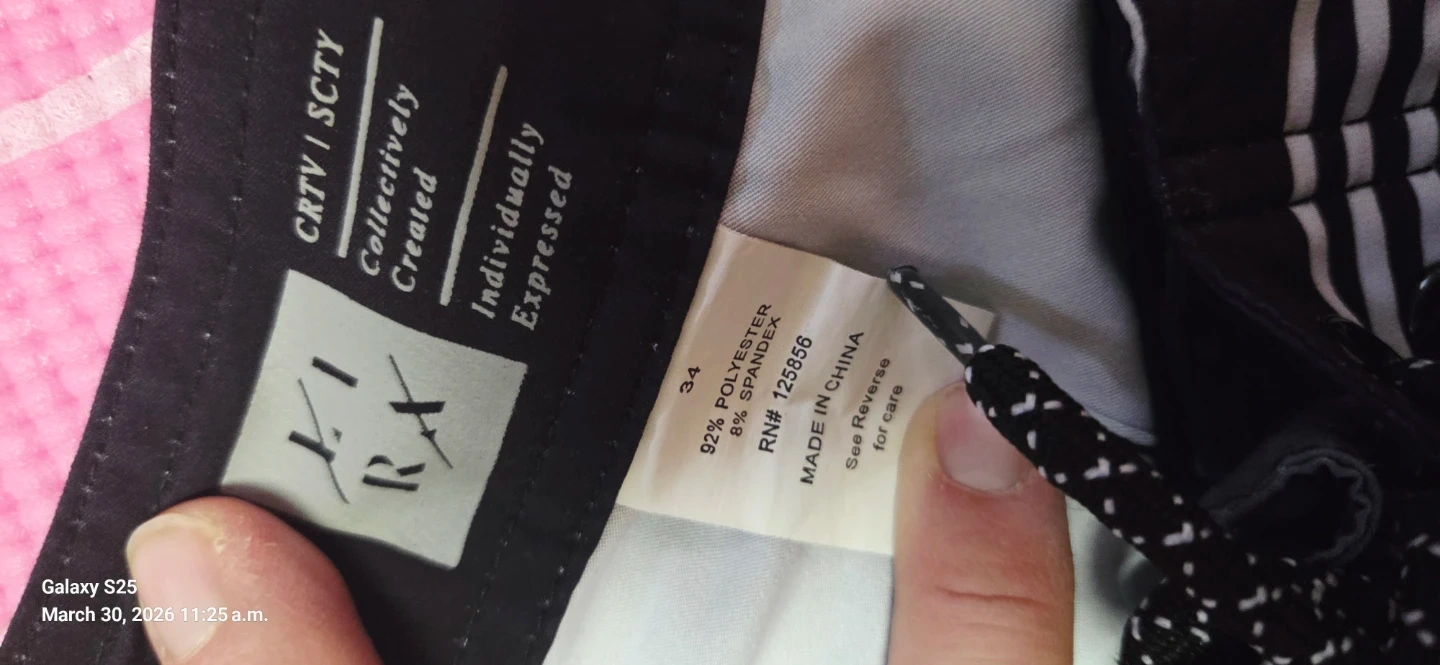 CRTV | SCTY
Collectively
Created
Individually
Expressed
34
92% POLYESTER
8% SPANDEX
RN# 125856
MADE IN CHINA
See Reverse
for care
Galaxy S25
March 30, 2026 11:25 a.m.